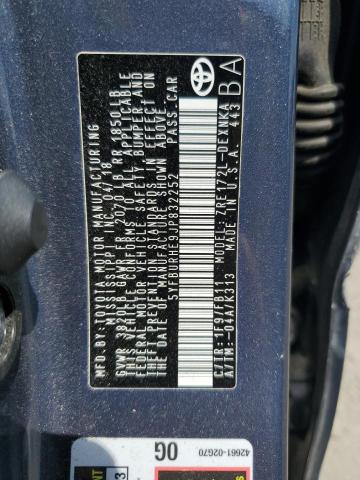 MFD. BY: TOYOTA MOTOR MANUFACTURING
MISSISSIPPI, INC. 04/18
GVWR 3820LB GAWR FR 2070 LB RR 1850 LB
THIS VEHICLE CONFORMS TO ALL APPLICABLE
FEDERAL MOTOR VEHICLE SAFETY, BUMPER, AND
THEFT PREVENTION STANDARDS IN EFFECT ON
THE DATE OF MANUFACTURE SHOWN ABOVE.
5YFBURHE9JP832252 PASS. CAR
C/TR: 1F9/FB11
MODEL: ZRE172L-DEXNKA
A/TM: -04A/K313
MADE IN U.S.A. 443
BA
TOYOTA
0G
42661-02G70